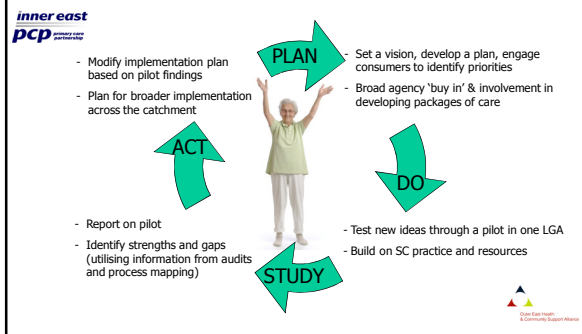 inner east
pcp primary care
partnership
PLAN
- Set a vision, develop a plan, engage
consumers to identify priorities
- Broad agency ‘buy in’ & involvement in
developing packages of care
DO
- Test new ideas through a pilot in one LGA
- Build on SC practice and resources
STUDY
- Report on pilot
- Identify strengths and gaps
(utilising information from audits
and process mapping)
ACT
- Modify implementation plan
based on pilot findings
- Plan for broader implementation
across the catchment
Outer East Health
& Community Support Alliance